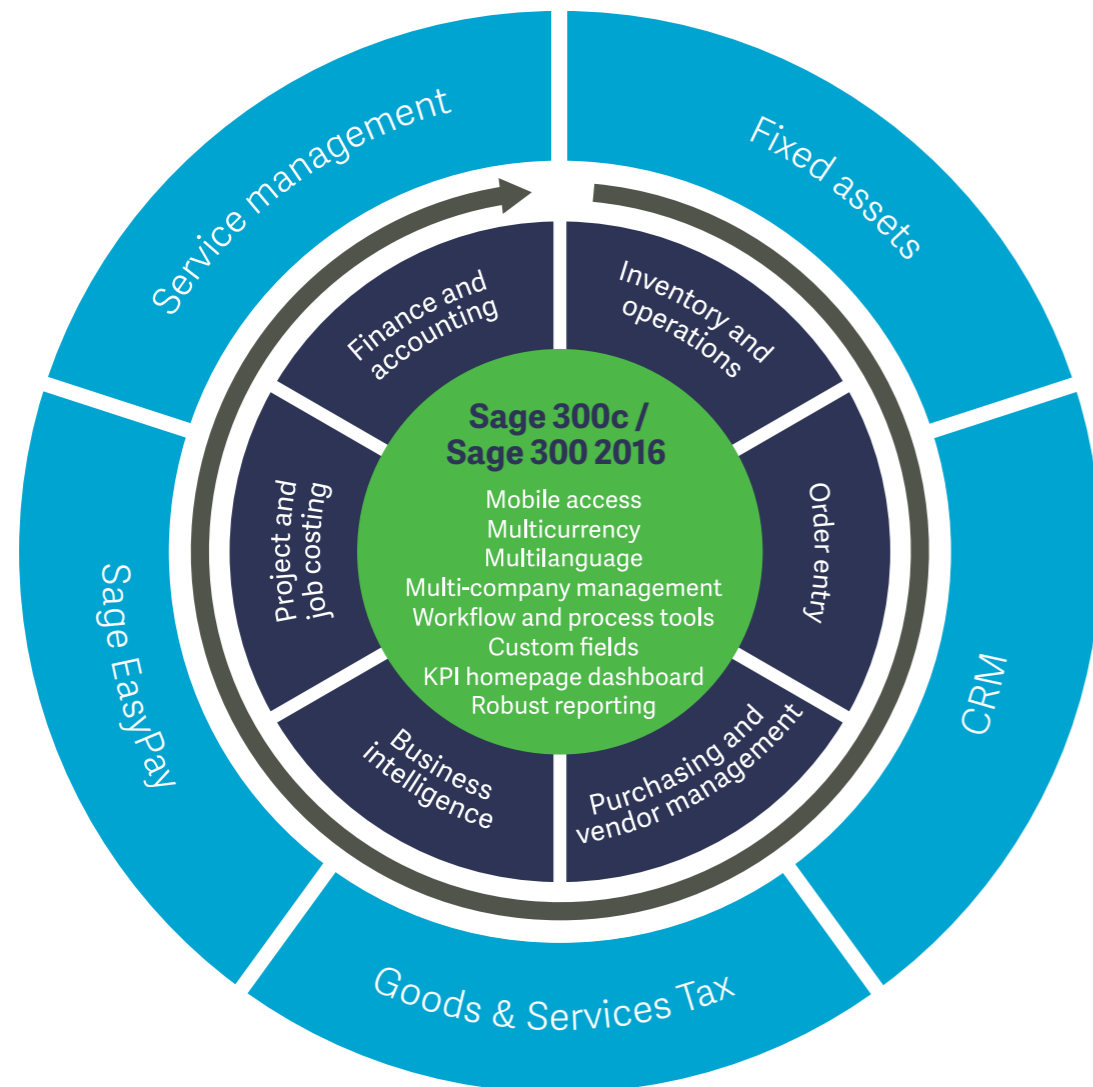 Service management
Fixed assets
Finance and
accounting
Inventory and
operations
Sage 300c /
Sage 300 2016
Mobile access
Multicurrency
Multilanguage
Multi-company management
Workflow and process tools
Custom fields
KPI homepage dashboard
Robust reporting
Project and
job costing
Order entry
Sage EasyPay
CRM
Business
intelligence
Purchasing and
vendor management
Goods & Services Tax